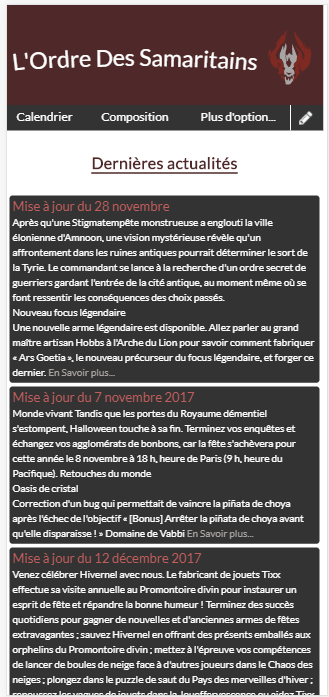 L'Ordre Des Samaritains
Calendrier Composition Plus d'option...
Dernières actualités
Mise à jour du 28 novembre
Après qu'une Stigmatempête monstrueuse a englouti la ville
élonienne d'Amnoon, une vision mystérieuse révèle qu'un
affrontement dans les ruines antiques pourrait déterminer le sort de
la Tyrie. Le commandant se lance à la recherche d'un ordre secret de
guerriers gardant l'entrée de la cité antique, au moment même où se
font ressentir les conséquences des choix passés.
Nouveau focus légendaire
Une nouvelle arme légendaire est disponible. Allez parler au grand
maître artisan Hobbs à l'Arche du Lion pour savoir comment fabriquer
« Ars Goetia », le nouveau précurseur du focus légendaire, et forger ce
dernier. En Savoir plus...
Mise à jour du 7 novembre 2017
Monde vivant Tandis que les portes du Royaume démentiel
s'estompent, Halloween touche à sa fin. Terminez vos enquêtes et
échangez vos agglomérats de bonbons, car la fête s'achèvera pour
cette année le 8 novembre à 18 h, heure de Paris (9 h, heure du
Pacifique). Retouches du monde
Oasis de cristal
Correction d'un bug qui permettait de vaincre la piñata de choya
après l'échec de l'objectif « [Bonus] Arrêter la piñata de choya avant
qu'elle disparaisse ! » Domaine de Vabbi En Savoir plus...
Mise à jour du 12 décembre 2017
Venez célébrer Hivernel avec nous. Le fabricant de jouets Tixx
effectue sa visite annuelle au Promontoire divin pour instaurer un
esprit de fête et répandre la bonne humeur ! Terminez des succès
quotidiens pour gagner de nouvelles et d'anciennes armes de fêtes
extravagantes ; sauvez Hivernel en offrant des présents emballés aux
orphelins du Promontoire divin ; mettez à l'épreuve vos compétences
de lancer de boules de neige face à d'autres joueurs dans le Chaos des
neiges ; plongez dans le puzzle de saut du Pays des merveilles d'hiver ;
repoussez les vagues de jouets dans la Jouefforescence ou aidez Tixx